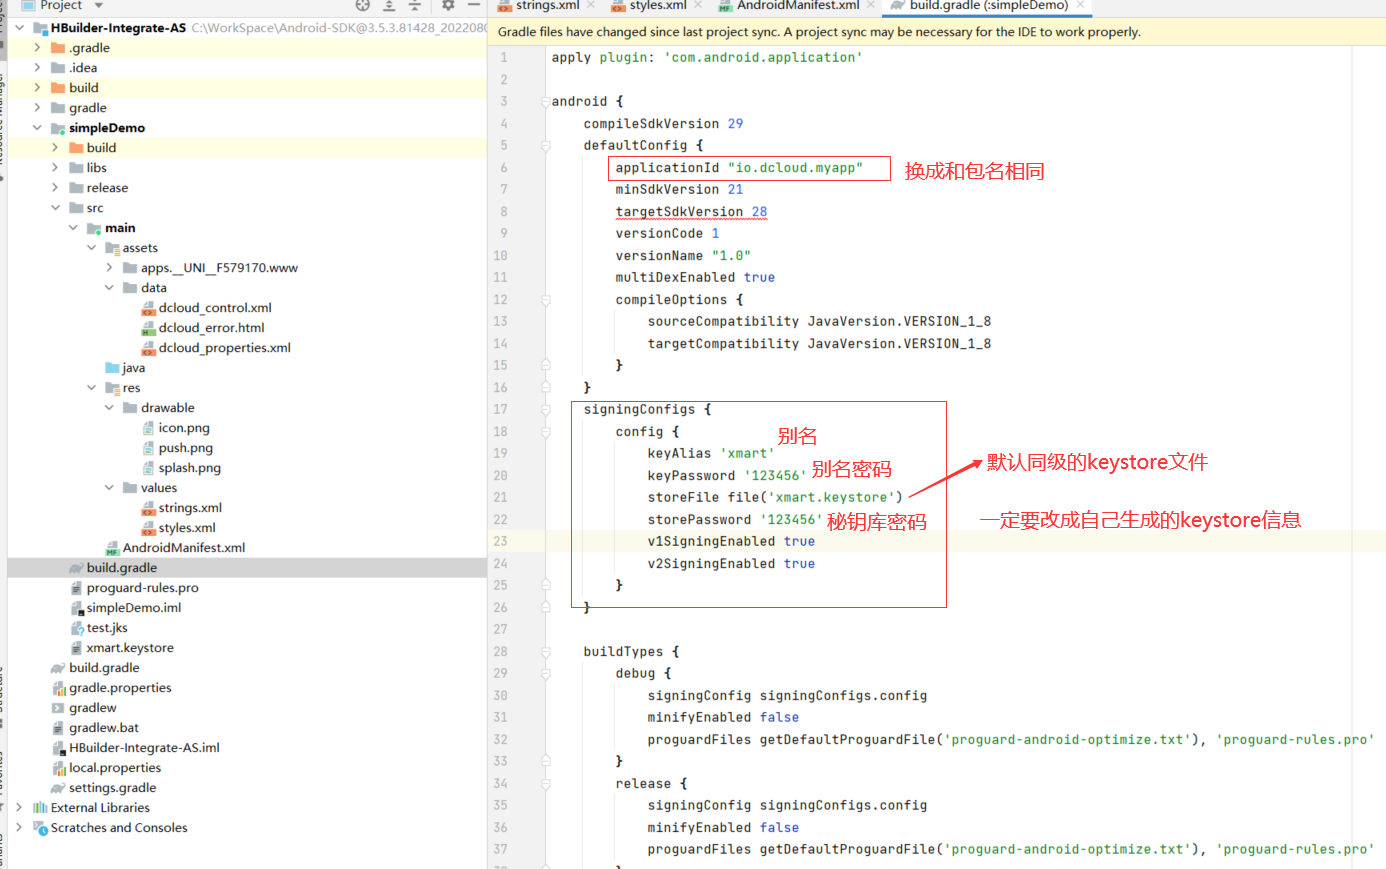 Project
HBuilder-Integrate-AS C:\WorkSpace\Android-SDK@3.5.3.81428_2022080
.gradle
.idea
build
gradle
simpleDemo
build
libs
release
src
main
assets
apps.__UNI__F579170.www
data
dcloud_control.xml
dcloud_error.html
dcloud_properties.xml
java
res
drawable
icon.png
push.png
splash.png
values
strings.xml
styles.xml
AndroidManifest.xml
build.gradle
proguard-rules.pro
simpleDemo.iml
test.jks
xmart.keystore
build.gradle
gradle.properties
gradlew
gradlew.bat
HBuilder-Integrate-AS.iml
local.properties
settings.gradle
External Libraries
Scratches and Consoles
strings.xml styles.xml AndroidManifest.xml build.gradle (:simpleDemo)
Gradle files have changed since last project sync. A project sync may be necessary for the IDE to work properly.
1 apply plugin: 'com.android.application'
2
3 android {
4 compileSdkVersion 29
5 defaultConfig {
6 applicationId "io.dcloud.myapp" 换成和包名相同
7 minSdkVersion 21
8 targetSdkVersion 28
9 versionCode 1
10 versionName "1.0"
11 multiDexEnabled true
12 compileOptions {
13 sourceCompatibility JavaVersion.VERSION_1_8
14 targetCompatibility JavaVersion.VERSION_1_8
15 }
16 }
17 signingConfigs {
18 config { 别名
19 keyAlias 'xmart'
20 keyPassword '123456' 别名密码 默认同级的keystore文件
21 storeFile file('xmart.keystore')
22 storePassword '123456' 秘钥库密码 一定要改成自己生成的keystore信息
23 v1SigningEnabled true
24 v2SigningEnabled true
25 }
26 }
27
28 buildTypes {
29 debug {
30 signingConfig signingConfigs.config
31 minifyEnabled false
32 proguardFiles getDefaultProguardFile('proguard-android-optimize.txt'), 'proguard-rules.pro'
33 }
34 release {
35 signingConfig signingConfigs.config
36 minifyEnabled false
37 proguardFiles getDefaultProguardFile('proguard-android-optimize.txt'), 'proguard-rules.pro'